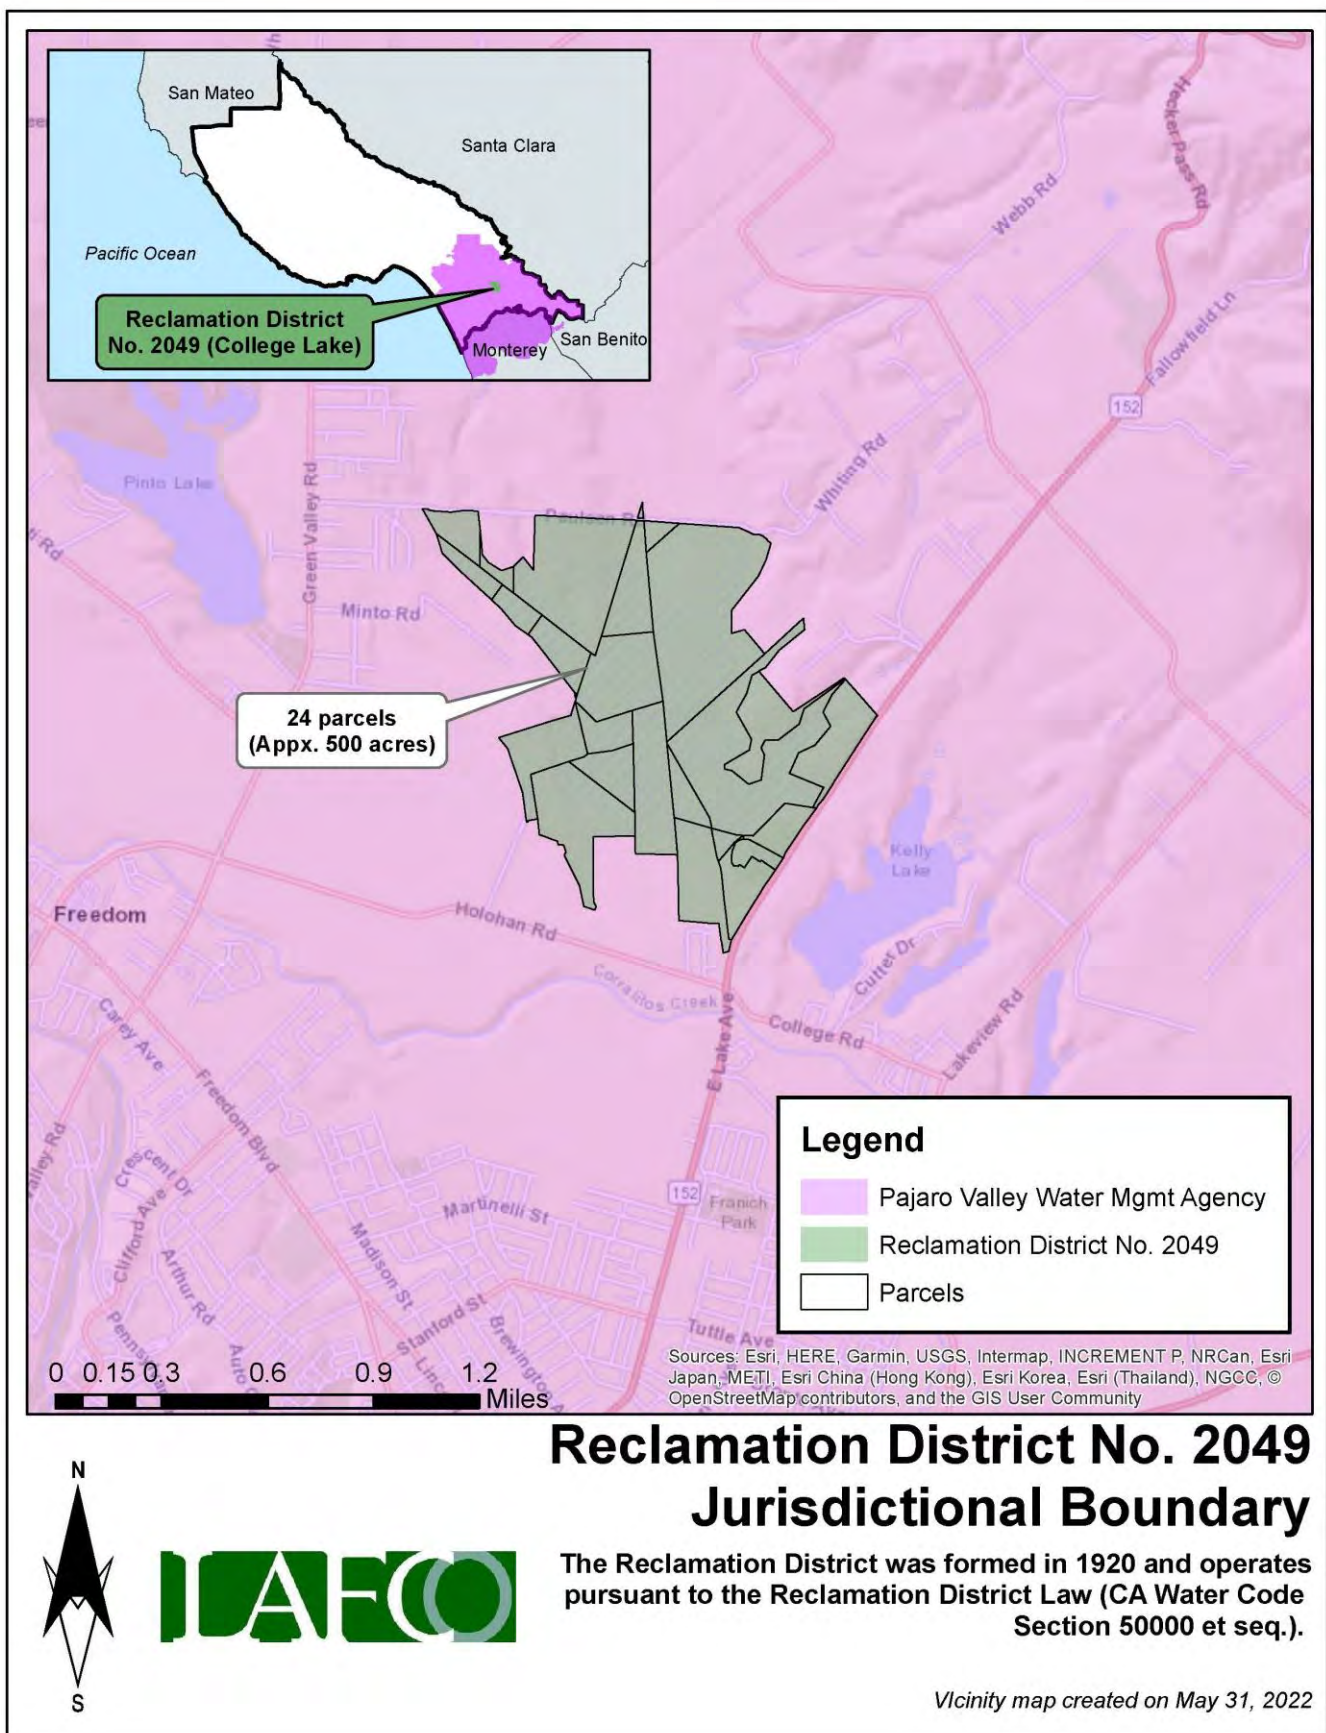 San Mateo
Santa Clara
Pacific Ocean
Reclamation District
No. 2049 (College Lake)
Monterey
San Benito
Hecker Pass Rd
Webb Rd
Fallowfield Ln
152
Whiting Rd
Pinto Lake
Green Valley Rd
Paulsen Rd
Minto Rd
24 parcels
(Appx. 500 acres)
Kelly
Lake
Freedom
Holohan Rd
Cutter Dr
Corralitos Creek
College Rd
Lakeview Rd
E Lake Ave
Carey Ave
Freedom Blvd
Valley Rd
Crescent Dr
Clifford Ave
Arthur Rd
Madison St
Martinelli St
152
Franich
Park
Stanford St
Brewington A
Tuttle Ave
Legend
Pajaro Valley Water Mgmt Agency
Reclamation District No. 2049
Parcels
0 0.15 0.3 0.6 0.9 1.2
Miles
Sources: Esri, HERE, Garmin, USGS, Intermap, INCREMENT P, NRCan, Esri
Japan, METI, Esri China (Hong Kong), Esri Korea, Esri (Thailand), NGCC, ©
OpenStreetMap contributors, and the GIS User Community
Reclamation District No. 2049
Jurisdictional Boundary
The Reclamation District was formed in 1920 and operates
pursuant to the Reclamation District Law (CA Water Code
Section 50000 et seq.).
N
S
LAFCO
VIcinity map created on May 31, 2022